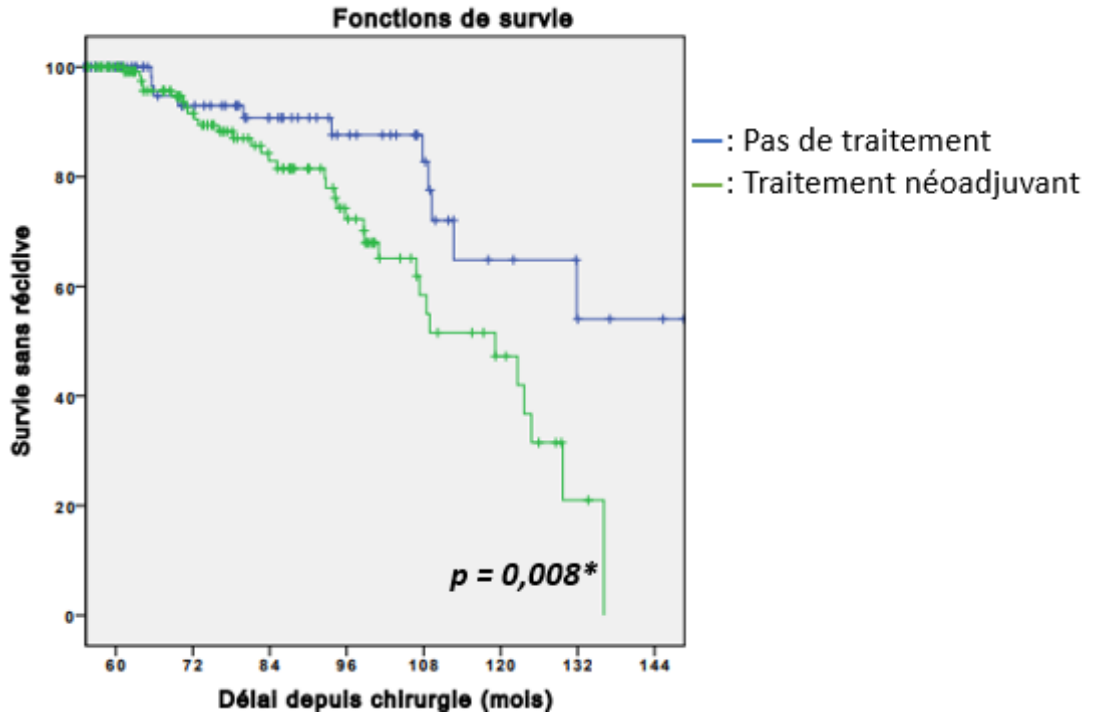 Fonctions de survie
Survie sans récidive
100
80
60
40
20
0
p = 0,008*
60 72 84 96 108 120 132 144
Délai depuis chirurgie (mois)
: Pas de traitement
: Traitement néoadjuvant